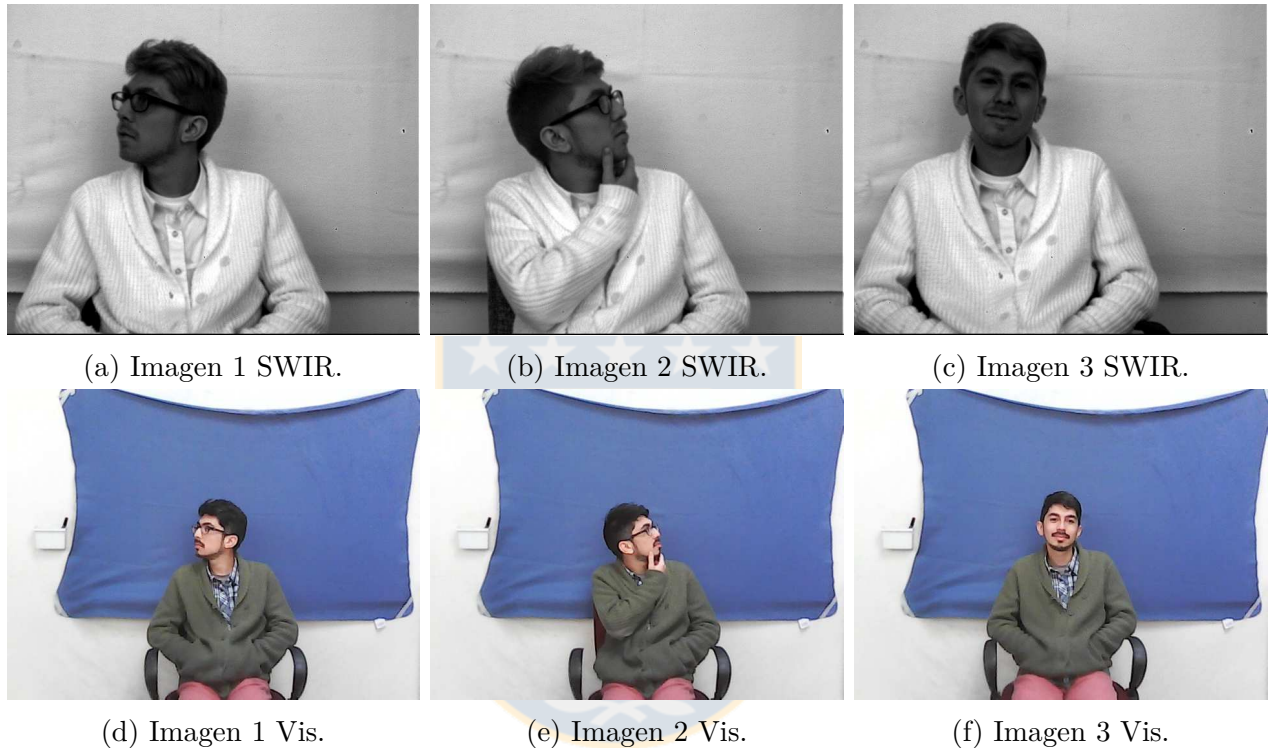 (a) Imagen 1 SWIR.
(b) Imagen 2 SWIR.
(c) Imagen 3 SWIR.
(d) Imagen 1 Vis.
(e) Imagen 2 Vis.
(f) Imagen 3 Vis.